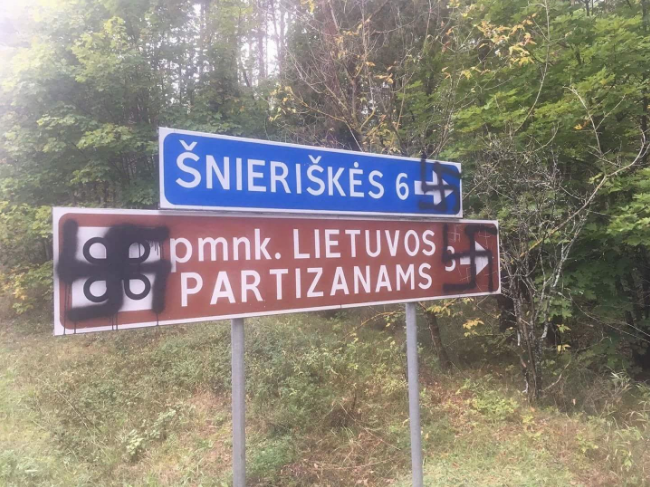 ŠNIERIŠKĖS 6
pmnk. LIETUVOS
PARTIZANAMS